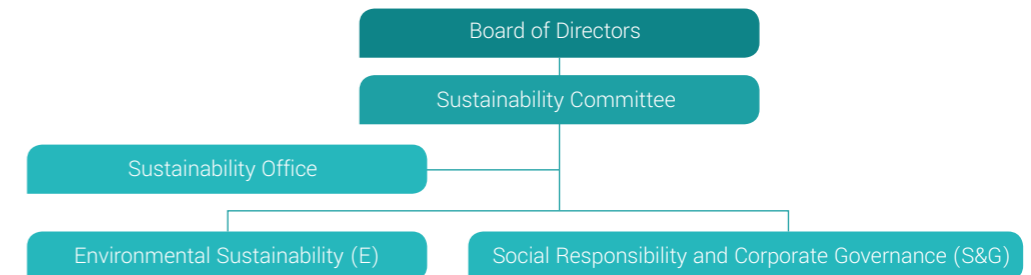 Board of Directors
Sustainability Committee
Sustainability Office
Environmental Sustainability (E)
Social Responsibility and Corporate Governance (S&G)